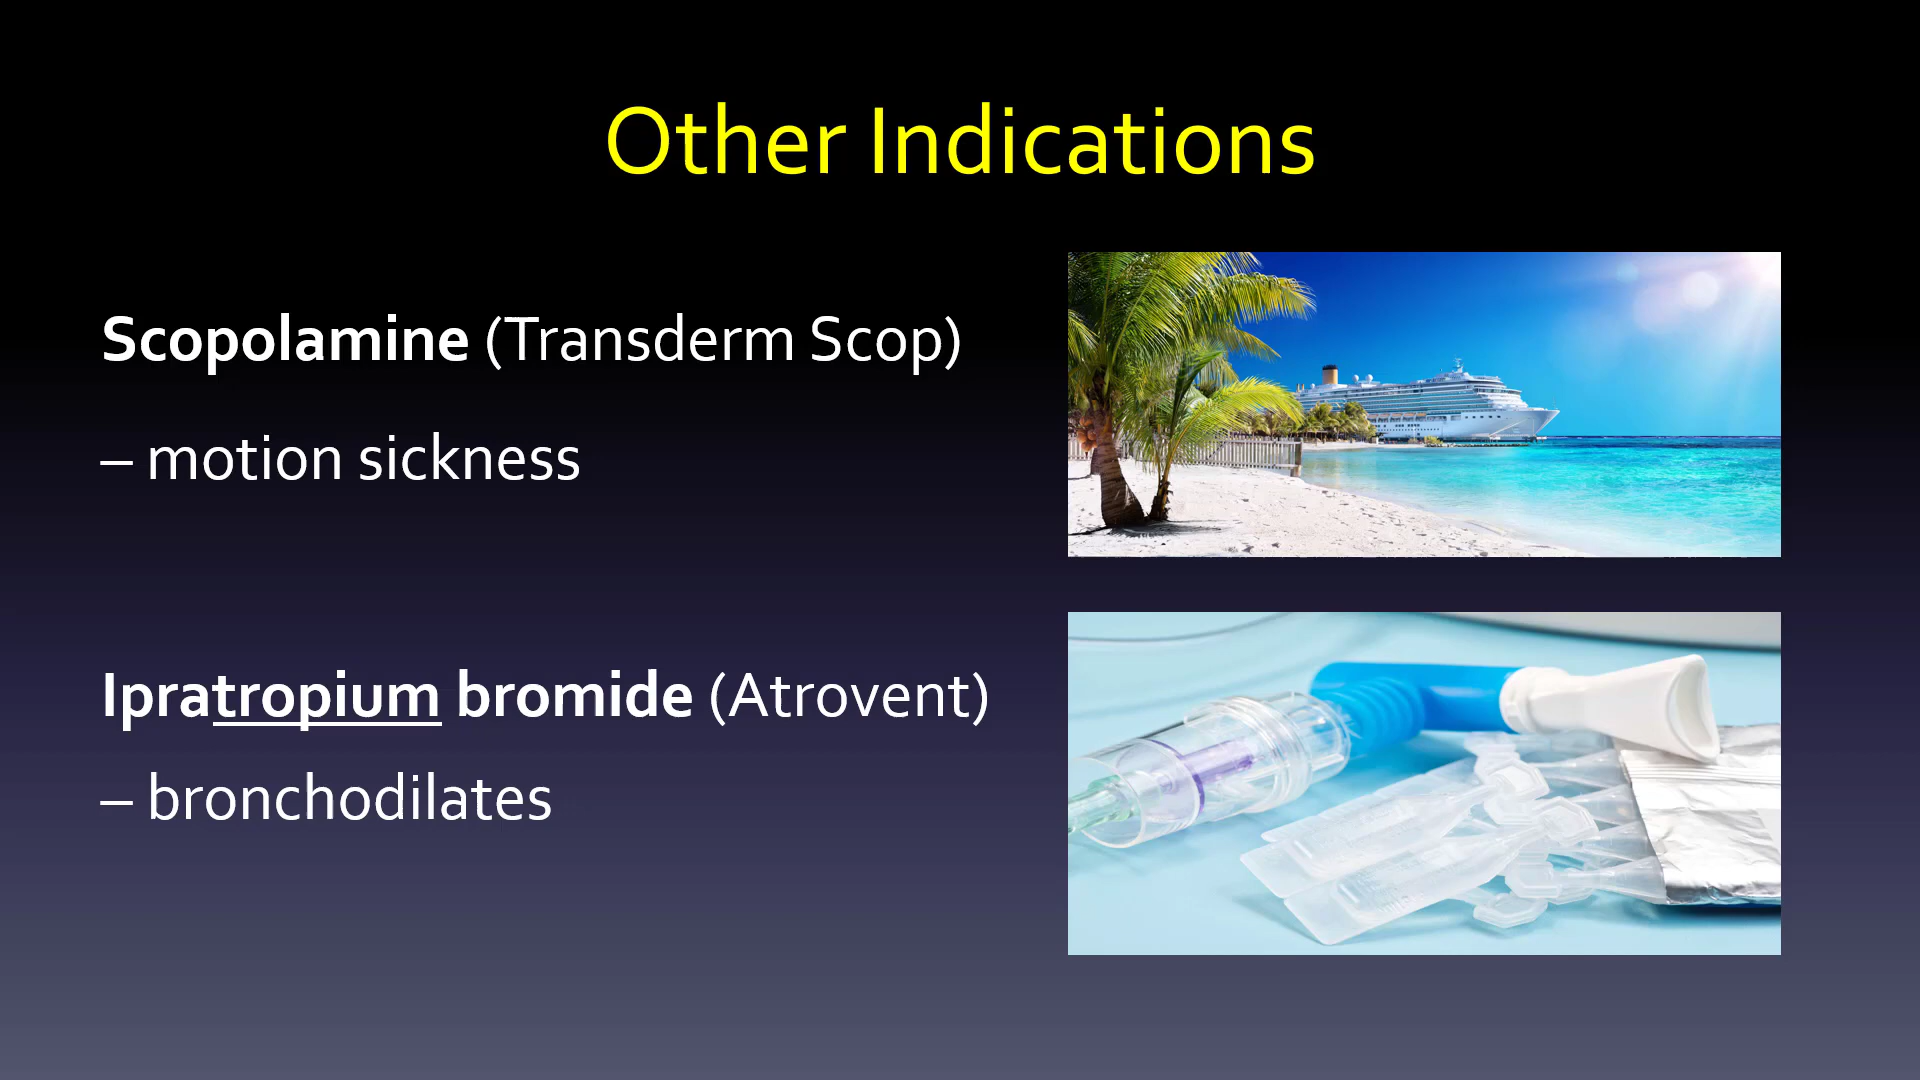 Other Indications
Scopolamine (Transderm Scop)
– motion sickness
Ipratropium bromide (Atrovent)
– bronchodilates